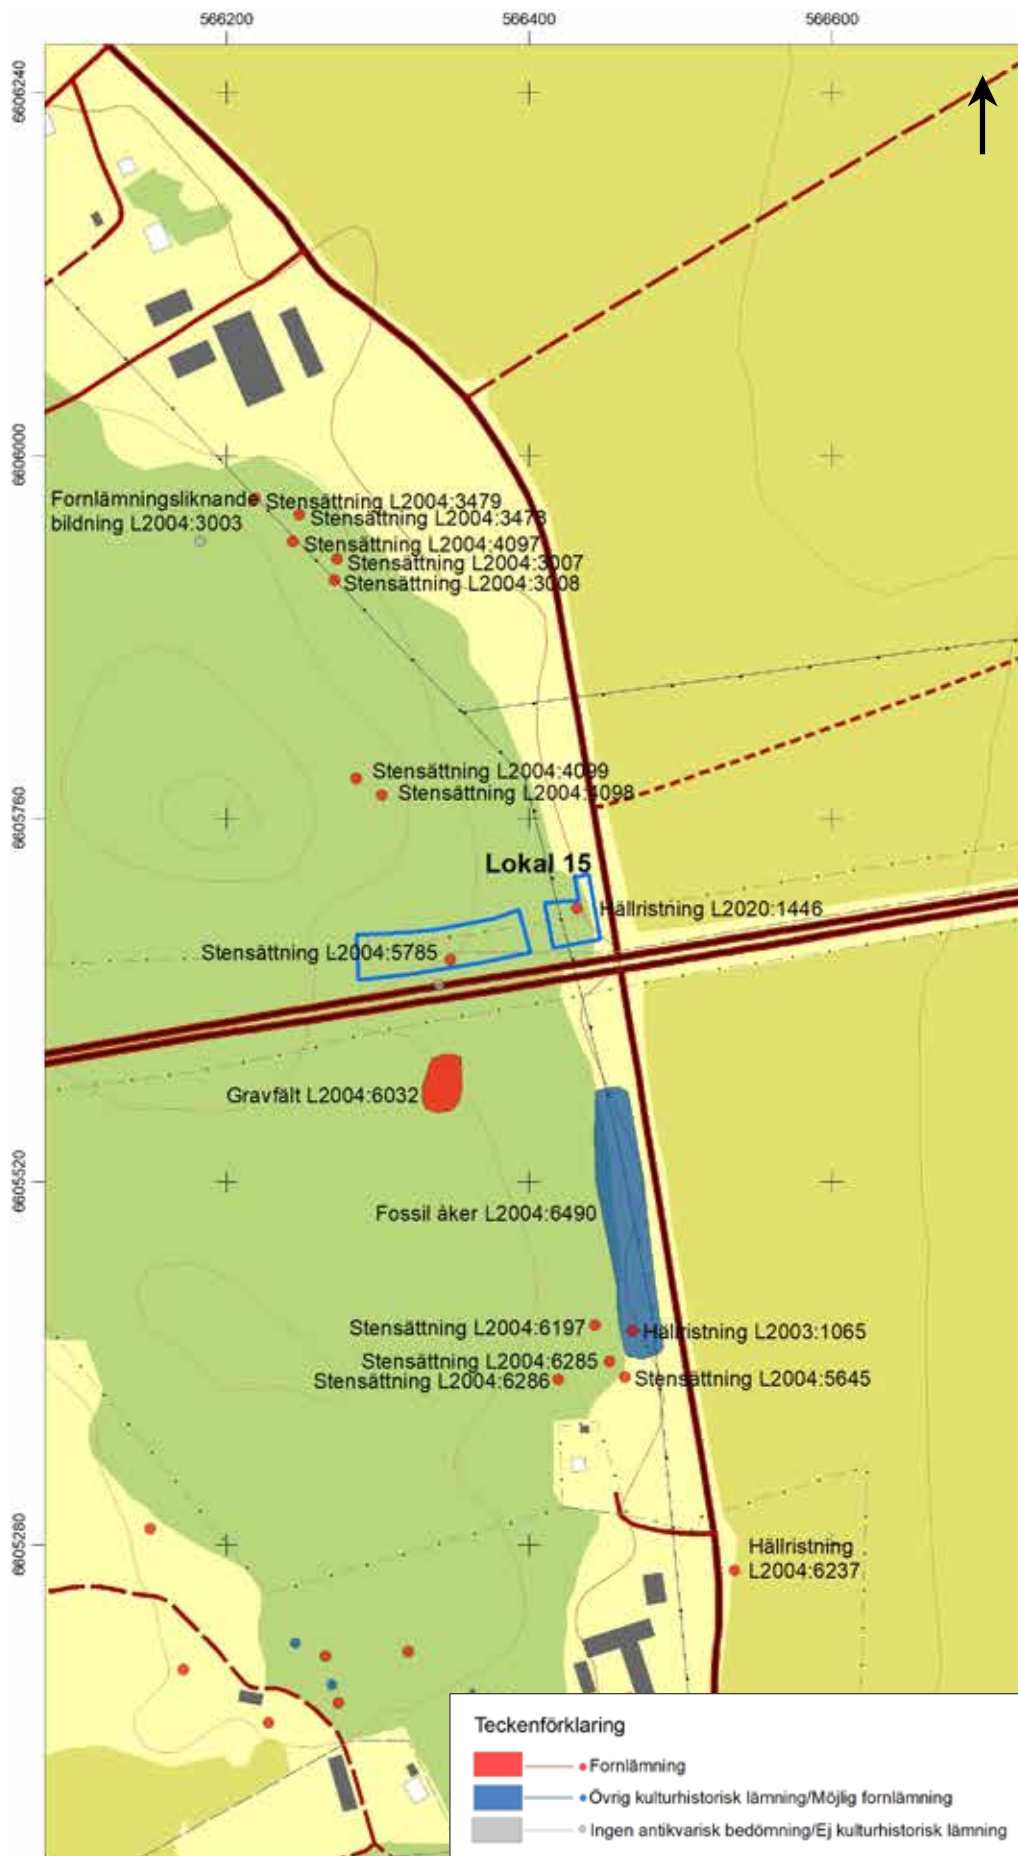 566200
566400
566600
6606240
6606000
Fornlämningsliknande
bildning L2004:3003
Stensättning L2004:3479
Stensättning L2004:3478
Stensättning L2004:4097
Stensättning L2004:3007
Stensättning L2004:3008
Stensättning L2004:4099
Stensättning L2004:4098
6605760
Lokal 15
Hällristning L2020:1446
Stensättning L2004:5785
Gravfält L2004:6032
6605520
Fossil åker L2004:6490
Stensättning L2004:6197
Hällristning L2003:1065
Stensättning L2004:6285
Stensättning L2004:6286
Stensättning L2004:5645
6605280
Hällristning
L2004:6237
Teckenförklaring
Fornlämning
Övrig kulturhistorisk lämning/Möjlig fornlämning
Ingen antikvarisk bedömning/Ej kulturhistorisk lämning